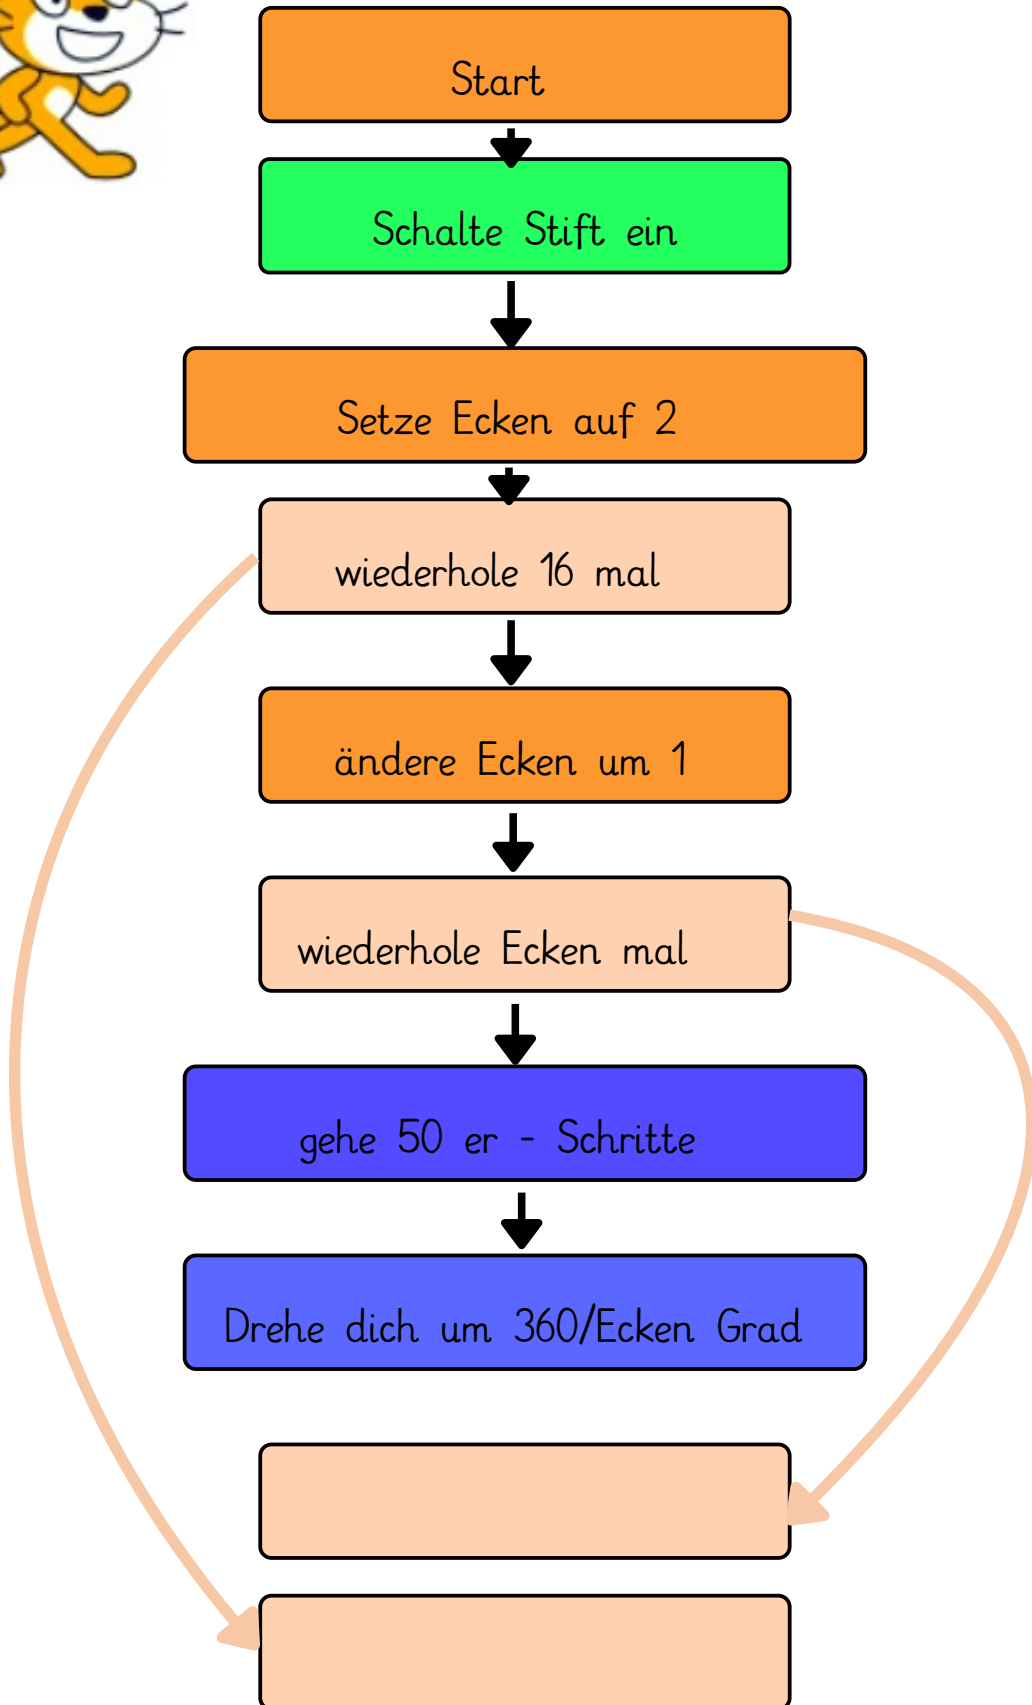 Start
Schalte Stift ein
Setze Ecken auf 2
wiederhole 16 mal
ändere Ecken um 1
wiederhole Ecken mal
gehe 50 er - Schritte
Drehe dich um 360/Ecken Grad